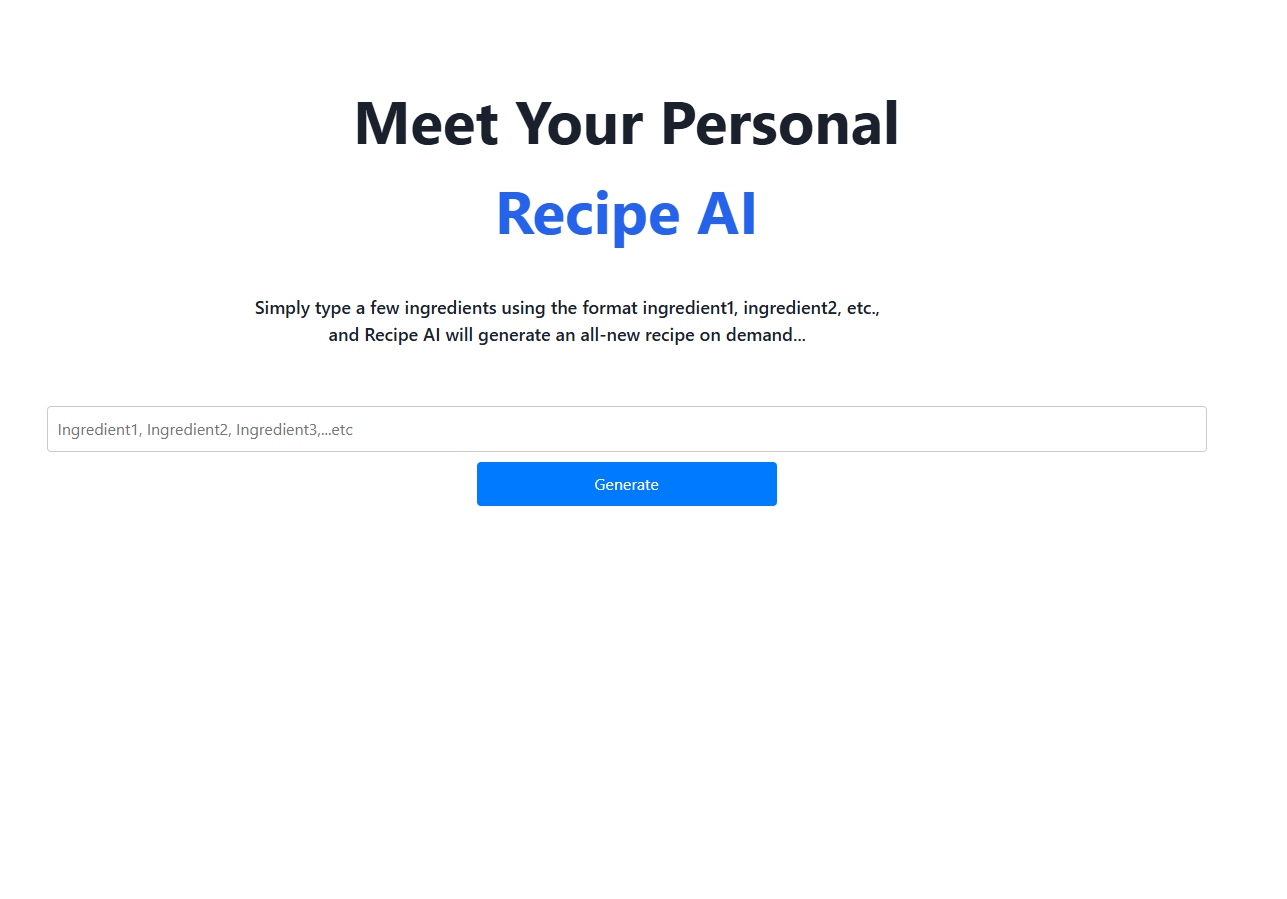 Meet Your Personal
Recipe AI
Simply type a few ingredients using the format ingredient1, ingredient2, etc.,
and Recipe AI will generate an all-new recipe on demand...
Ingredient1, Ingredient2, Ingredient3,...etc
Generate